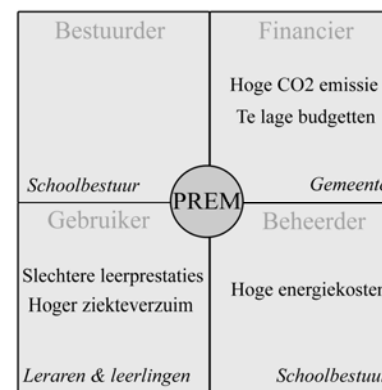 Bestuurder
Financier
Hoge CO2 emissie
Te lage budgetten
Schoolbestuur
Gemeente
PREM
Gebruiker
Beheerder
Slechtere leerprestaties
Hoger ziekteverzuim
Hoge energiekosten
Leraren & leerlingen
Schoolbestuur